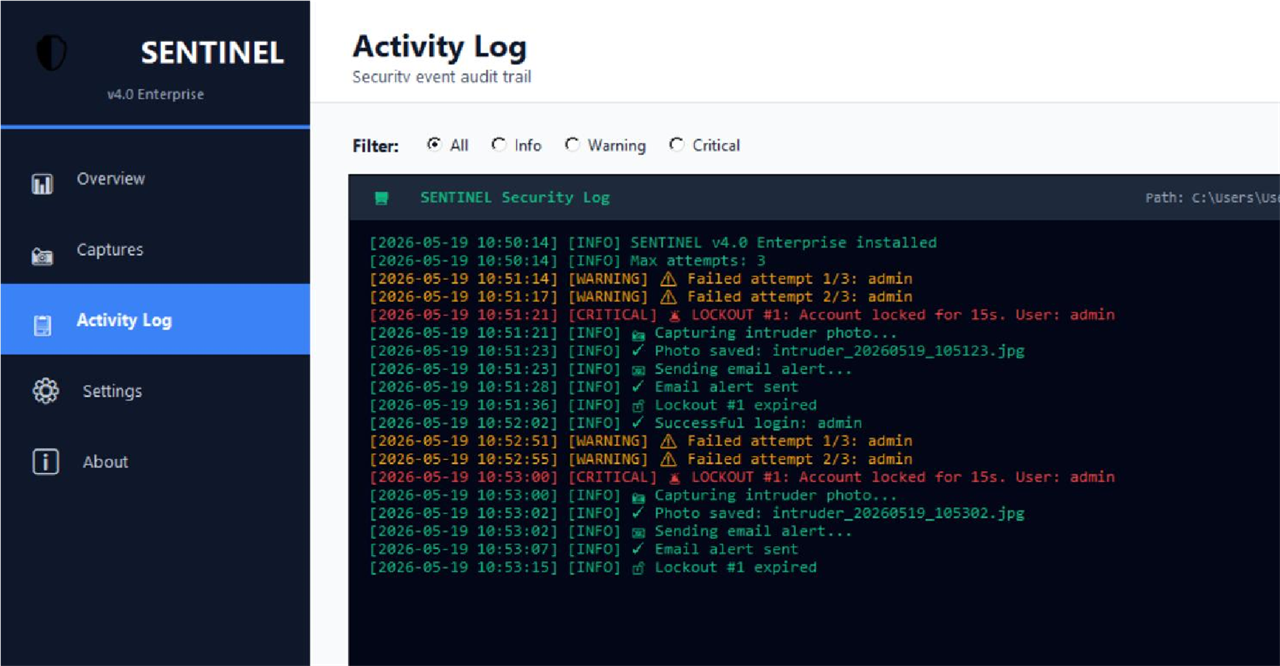 SENTINEL
v4.0 Enterprise
Overview
Captures
Activity Log
Settings
About
Activity Log
Security event audit trail
Filter: All Info Warning Critical
SENTINEL Security Log Path: C:\Users\Use
[2026-05-19 10:50:14] [INFO] SENTINEL v4.0 Enterprise installed
[2026-05-19 10:50:14] [INFO] Max attempts: 3
[2026-05-19 10:51:14] [WARNING] ⚠ Failed attempt 1/3: admin
[2026-05-19 10:51:17] [WARNING] ⚠ Failed attempt 2/3: admin
[2026-05-19 10:51:21] [CRITICAL] 🚨 LOCKOUT #1: Account locked for 15s. User: admin
[2026-05-19 10:51:21] [INFO] 📸 Capturing intruder photo...
[2026-05-19 10:51:23] [INFO] ✓ Photo saved: intruder_20260519_105123.jpg
[2026-05-19 10:51:23] [INFO] 📧 Sending email alert...
[2026-05-19 10:51:28] [INFO] ✓ Email alert sent
[2026-05-19 10:51:36] [INFO] 🔓 Lockout #1 expired
[2026-05-19 10:52:02] [INFO] ✓ Successful login: admin
[2026-05-19 10:52:51] [WARNING] ⚠ Failed attempt 1/3: admin
[2026-05-19 10:52:55] [WARNING] ⚠ Failed attempt 2/3: admin
[2026-05-19 10:53:00] [CRITICAL] 🚨 LOCKOUT #1: Account locked for 15s. User: admin
[2026-05-19 10:53:00] [INFO] 📸 Capturing intruder photo...
[2026-05-19 10:53:02] [INFO] ✓ Photo saved: intruder_20260519_105302.jpg
[2026-05-19 10:53:02] [INFO] 📧 Sending email alert...
[2026-05-19 10:53:07] [INFO] ✓ Email alert sent
[2026-05-19 10:53:15] [INFO] 🔓 Lockout #1 expired